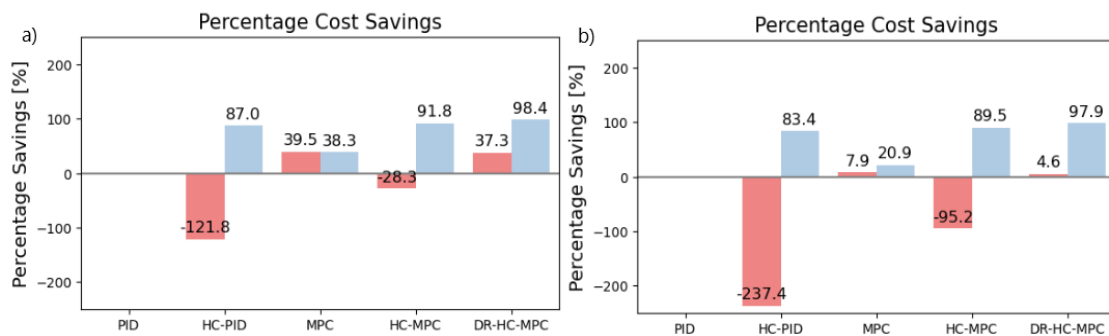 a)
Percentage Cost Savings
Percentage Savings [%]
200
100
0
−100
−200
-121.8
87.0
39.5
38.3
-28.3
91.8
37.3
98.4
PID
HC-PID
MPC
HC-MPC
DR-HC-MPC
b)
Percentage Cost Savings
Percentage Savings [%]
200
100
0
−100
−200
-237.4
83.4
7.9
20.9
-95.2
89.5
4.6
97.9
PID
HC-PID
MPC
HC-MPC
DR-HC-MPC